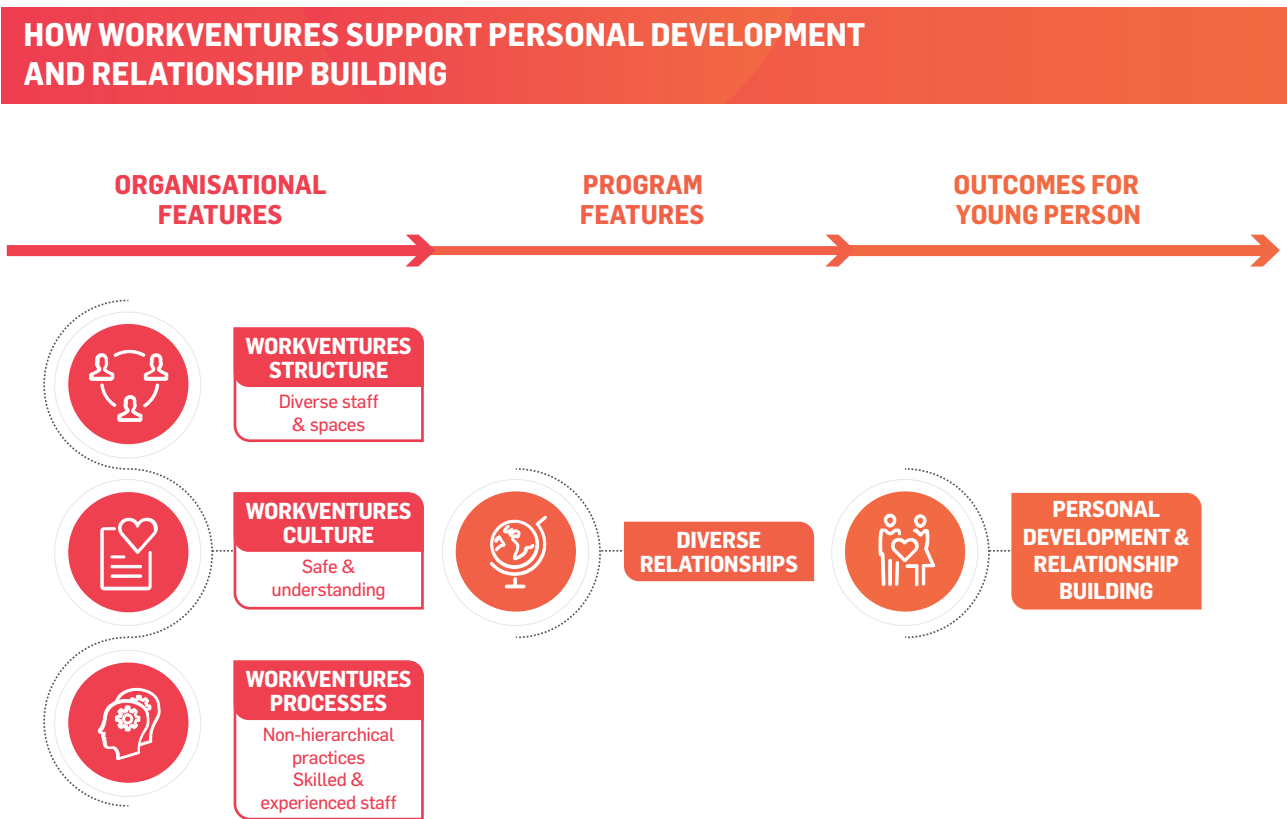 HOW WORKVENTURES SUPPORT PERSONAL DEVELOPMENT
AND RELATIONSHIP BUILDING
ORGANISATIONAL
FEATURES
PROGRAM
FEATURES
OUTCOMES FOR
YOUNG PERSON
WORKVENTURES
STRUCTURE
Diverse staff
& spaces
WORKVENTURES
CULTURE
Safe &
understanding
WORKVENTURES
PROCESSES
Non-hierarchical
practices
Skilled &
experienced staff
DIVERSE
RELATIONSHIPS
PERSONAL
DEVELOPMENT &
RELATIONSHIP
BUILDING